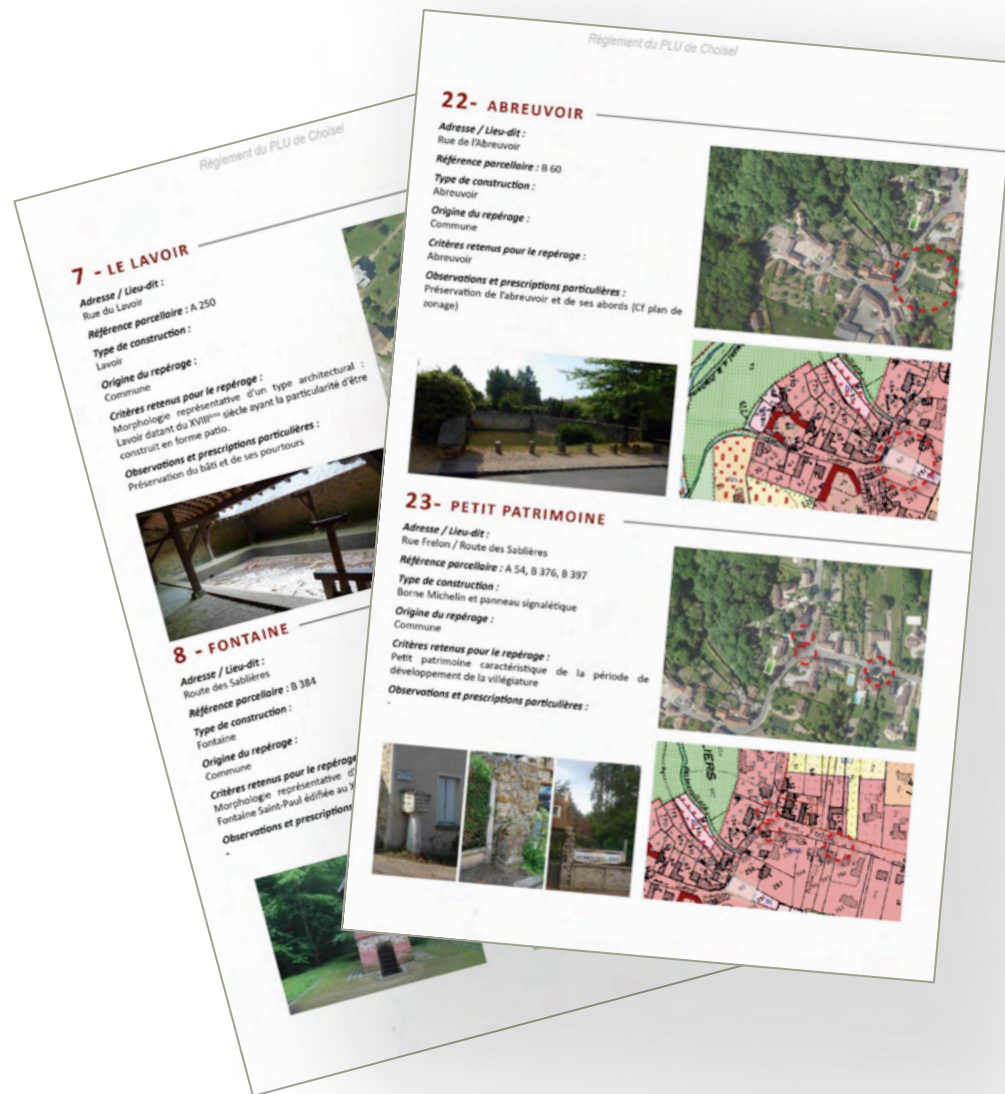 Règlement du PLU de Choisel
7 - LE LAVOIR
Adresse / Lieu-dit :
Rue du Lavoir
Référence parcellaire : A 250
Type de construction :
Lavoir
Origine du repérage :
Commune
Critères retenus pour le repérage :
Morphologie représentative d'un type architectural :
Lavoir datant du XVIIIème siècle ayant la particularité d'être
construit en forme patio.
Observations et prescriptions particulières :
Préservation du bâti et de ses pourtours
8 - FONTAINE
Adresse / Lieu-dit :
Route des Sablières
Référence parcellaire : B 384
Type de construction :
Fontaine
Origine du repérage :
Commune
Critères retenus pour le repérage
Morphologie représentative d'
Fontaine Saint-Paul édifiée au X
Observations et prescriptions
-
Règlement du PLU de Choisel
22- ABREUVOIR
Adresse / Lieu-dit :
Rue de l'Abreuvoir
Référence parcellaire : B 60
Type de construction :
Abreuvoir
Origine du repérage :
Commune
Critères retenus pour le repérage :
Abreuvoir
Observations et prescriptions particulières :
Préservation de l'abreuvoir et de ses abords (Cf plan de
zonage)
23- PETIT PATRIMOINE
Adresse / Lieu-dit :
Rue Frelon / Route des Sablières
Référence parcellaire : A 54, B 376, B 397
Type de construction :
Borne Michelin et panneau signalétique
Origine du repérage :
Commune
Critères retenus pour le repérage :
Petit patrimoine caractéristique de la période de
développement de la villégiature
Observations et prescriptions particulières :
-